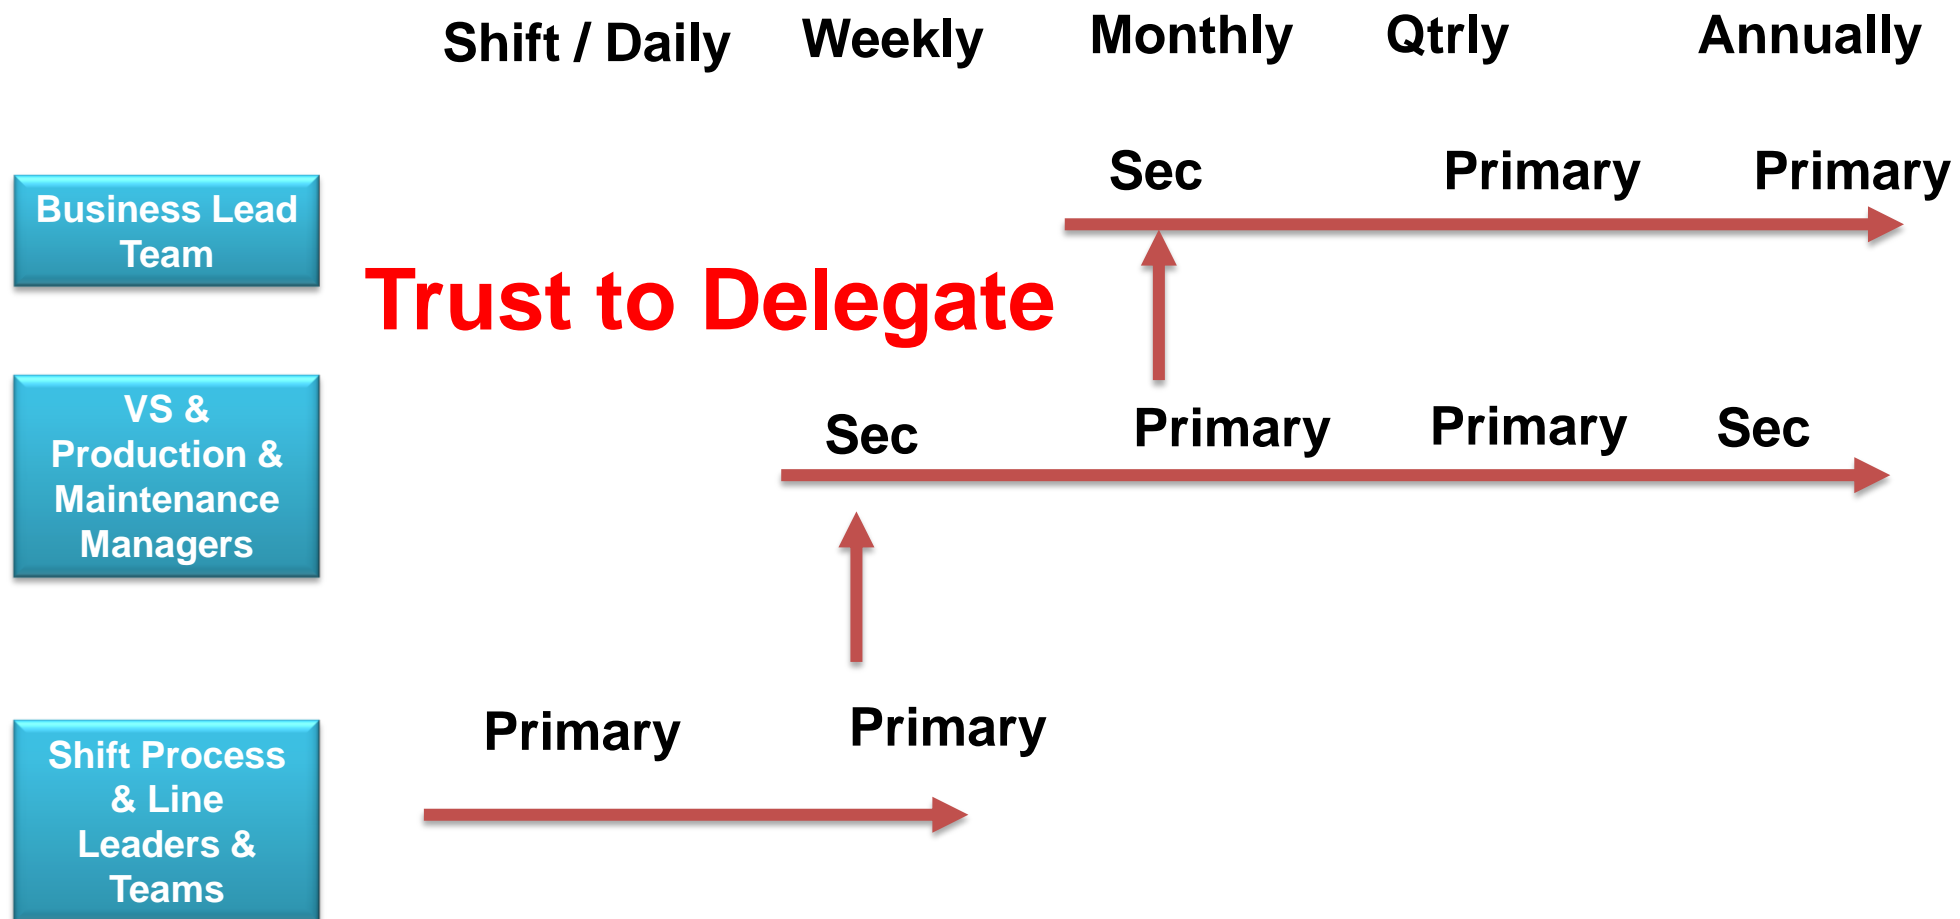 Shift / Daily Weekly Monthly Qtrly Annually
Sec Primary Primary
Business Lead
Team
Trust to Delegate
VS &
Production &
Maintenance
Managers
Sec Primary Primary Sec
Primary Primary
Shift Process
& Line
Leaders &
Teams